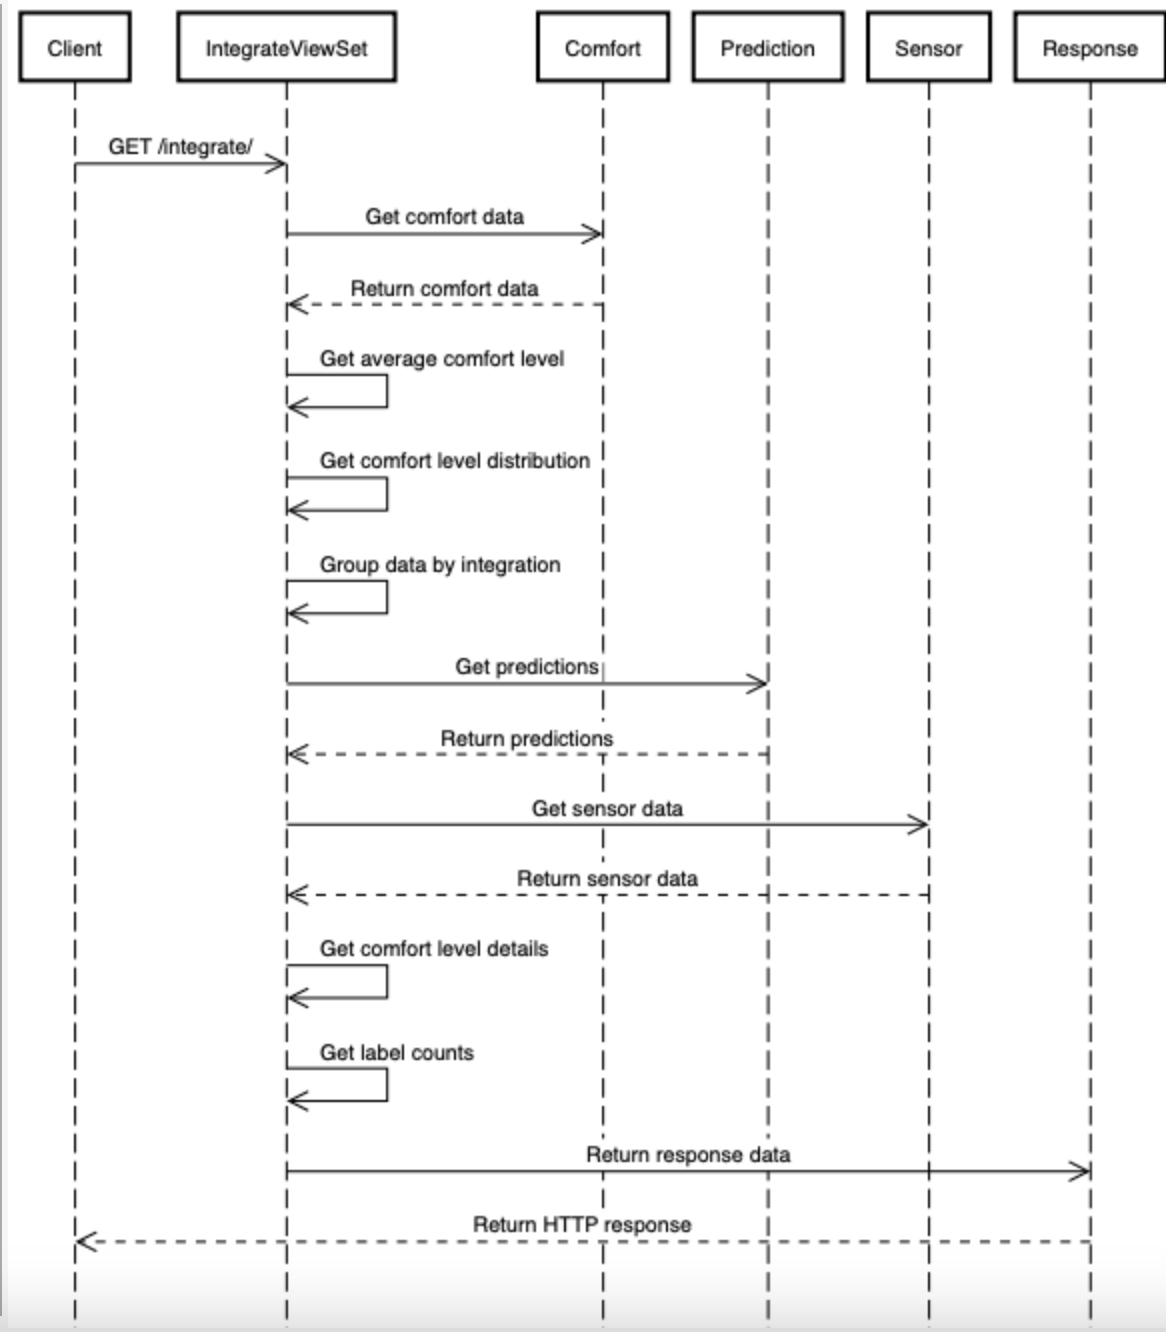 Client
IntegrateViewSet
Comfort
Prediction
Sensor
Response
GET /integrate/
Get comfort data
Return comfort data
Get average comfort level
Get comfort level distribution
Group data by integration
Get predictions
Return predictions
Get sensor data
Return sensor data
Get comfort level details
Get label counts
Return response data
Return HTTP response